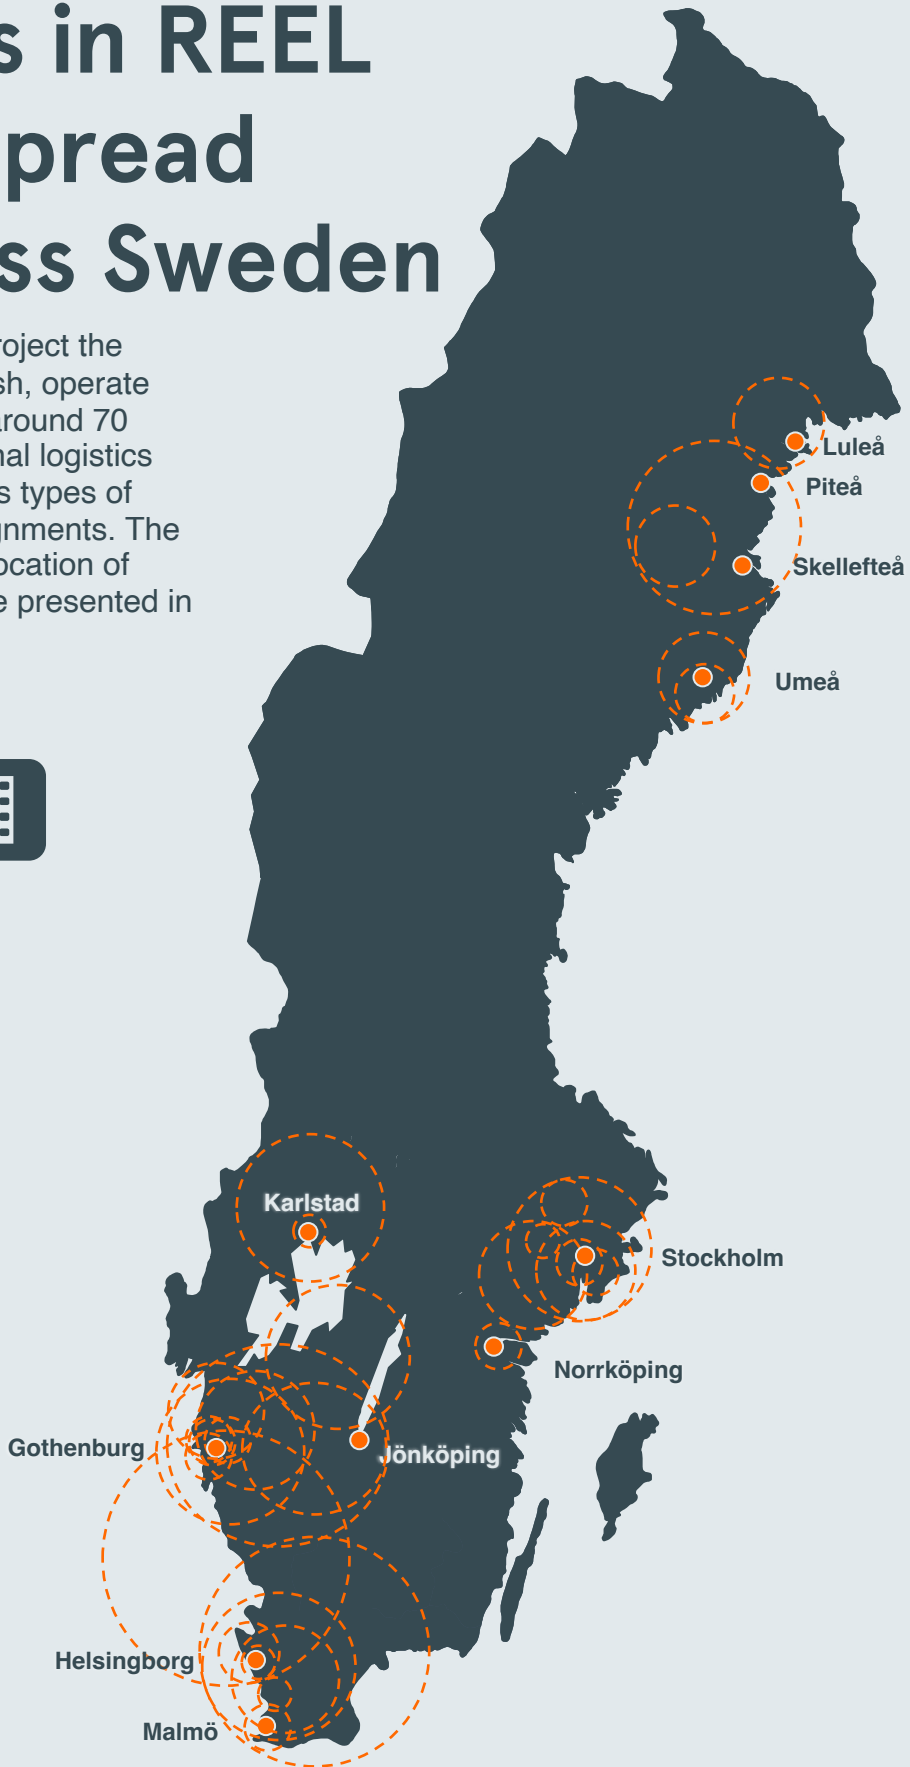 s in REEL
pread
ss Sweden
roject the
sh, operate
around 70
nal logistics
s types of
gnments. The
ocation of
e presented in
Luleå
Piteå
Skellefteå
Umeå
Karlstad
Stockholm
Norrköping
Gothenburg
Jönköping
Helsingborg
Malmö